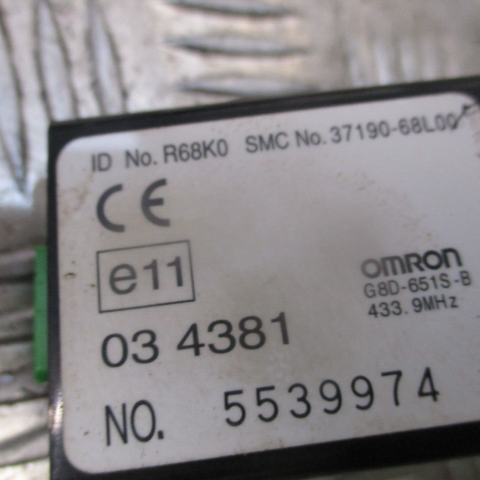 ID No. R68K0 SMC No. 37190-68L00
CE
e11
OMRON
G8D-651S-B
433.9MHz
03 4381
NO. 5539974